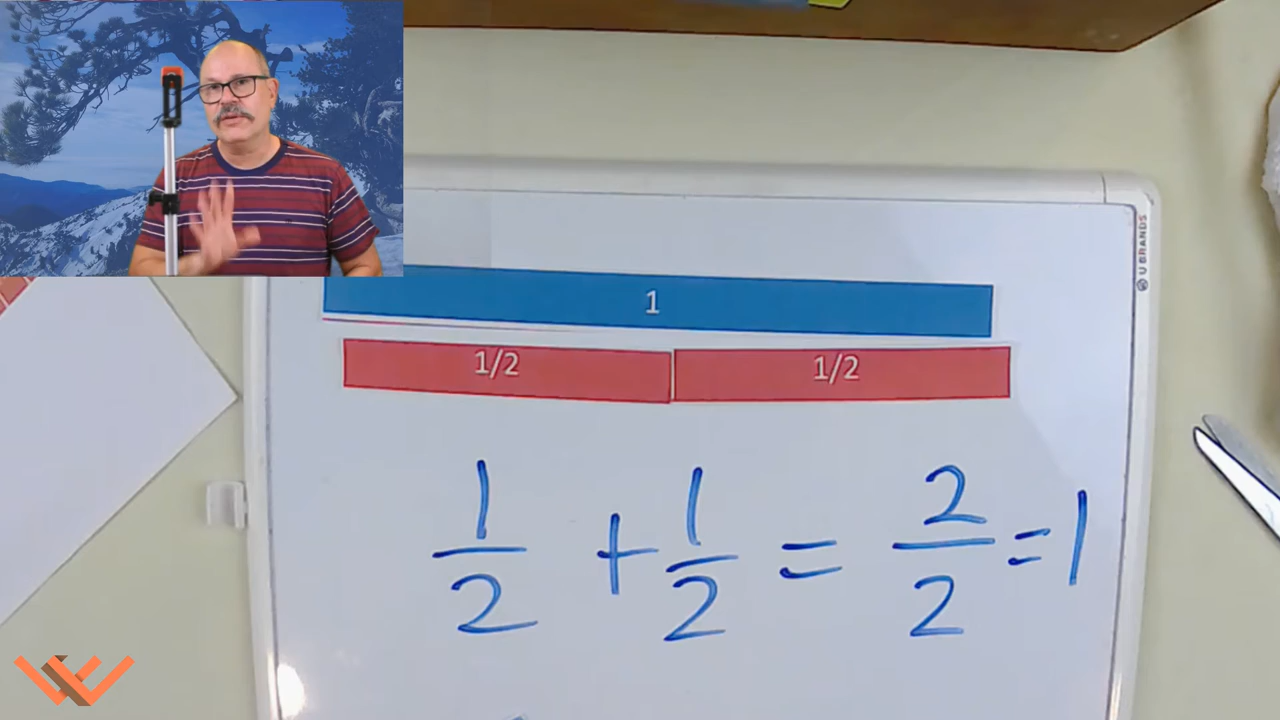 U BRANDS
1
1/2 1/2
1/2 + 1/2 = 2/2 = 1